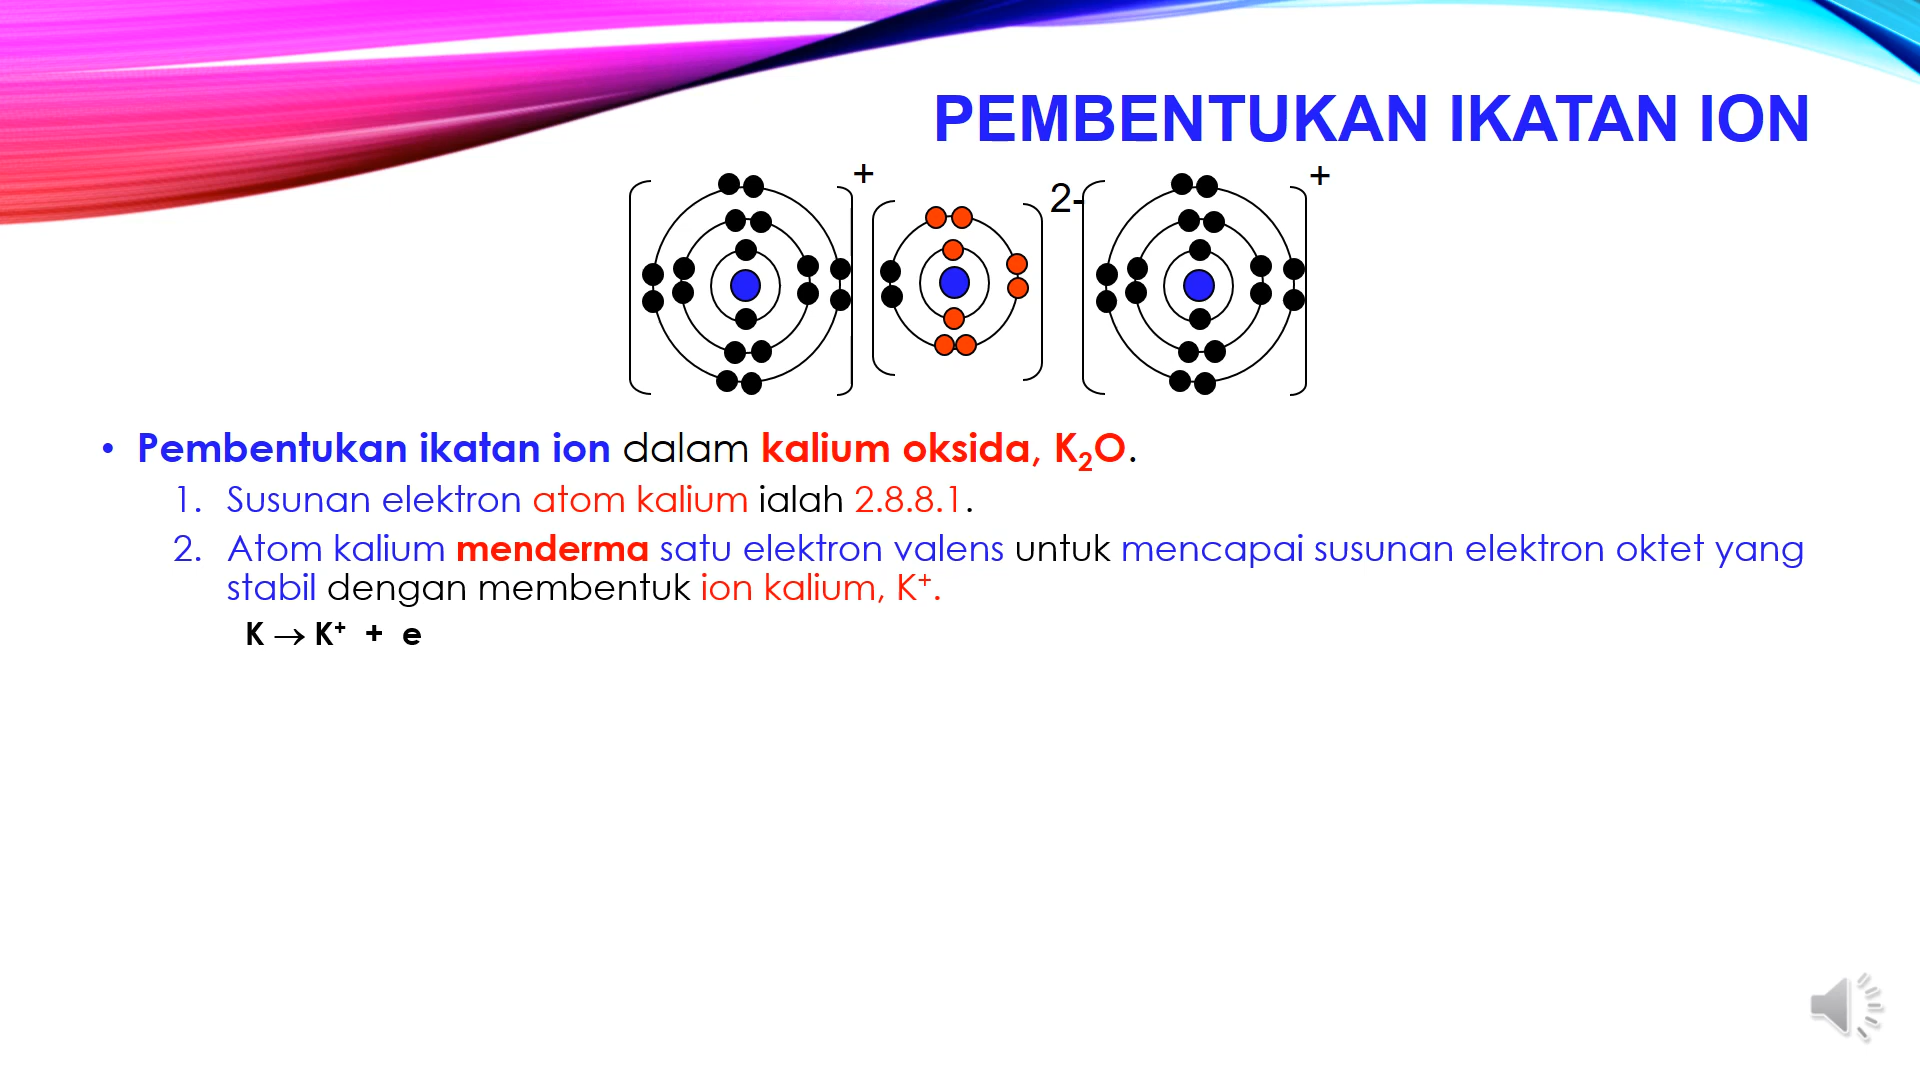 PEMBENTUKAN IKATAN ION
+
2-
+
• Pembentukan ikatan ion dalam kalium oksida, K₂O.
1. Susunan elektron atom kalium ialah 2.8.8.1.
2. Atom kalium menderma satu elektron valens untuk mencapai susunan elektron oktet yang
stabil dengan membentuk ion kalium, K⁺.
K → K⁺ + e